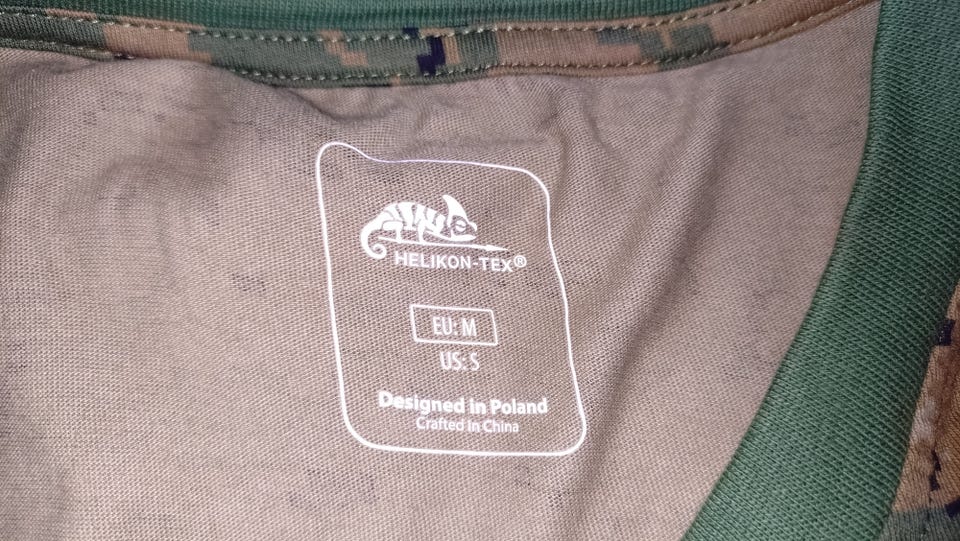 HELIKON-TEX®
EU: M
US: S
Designed in Poland
Crafted in China